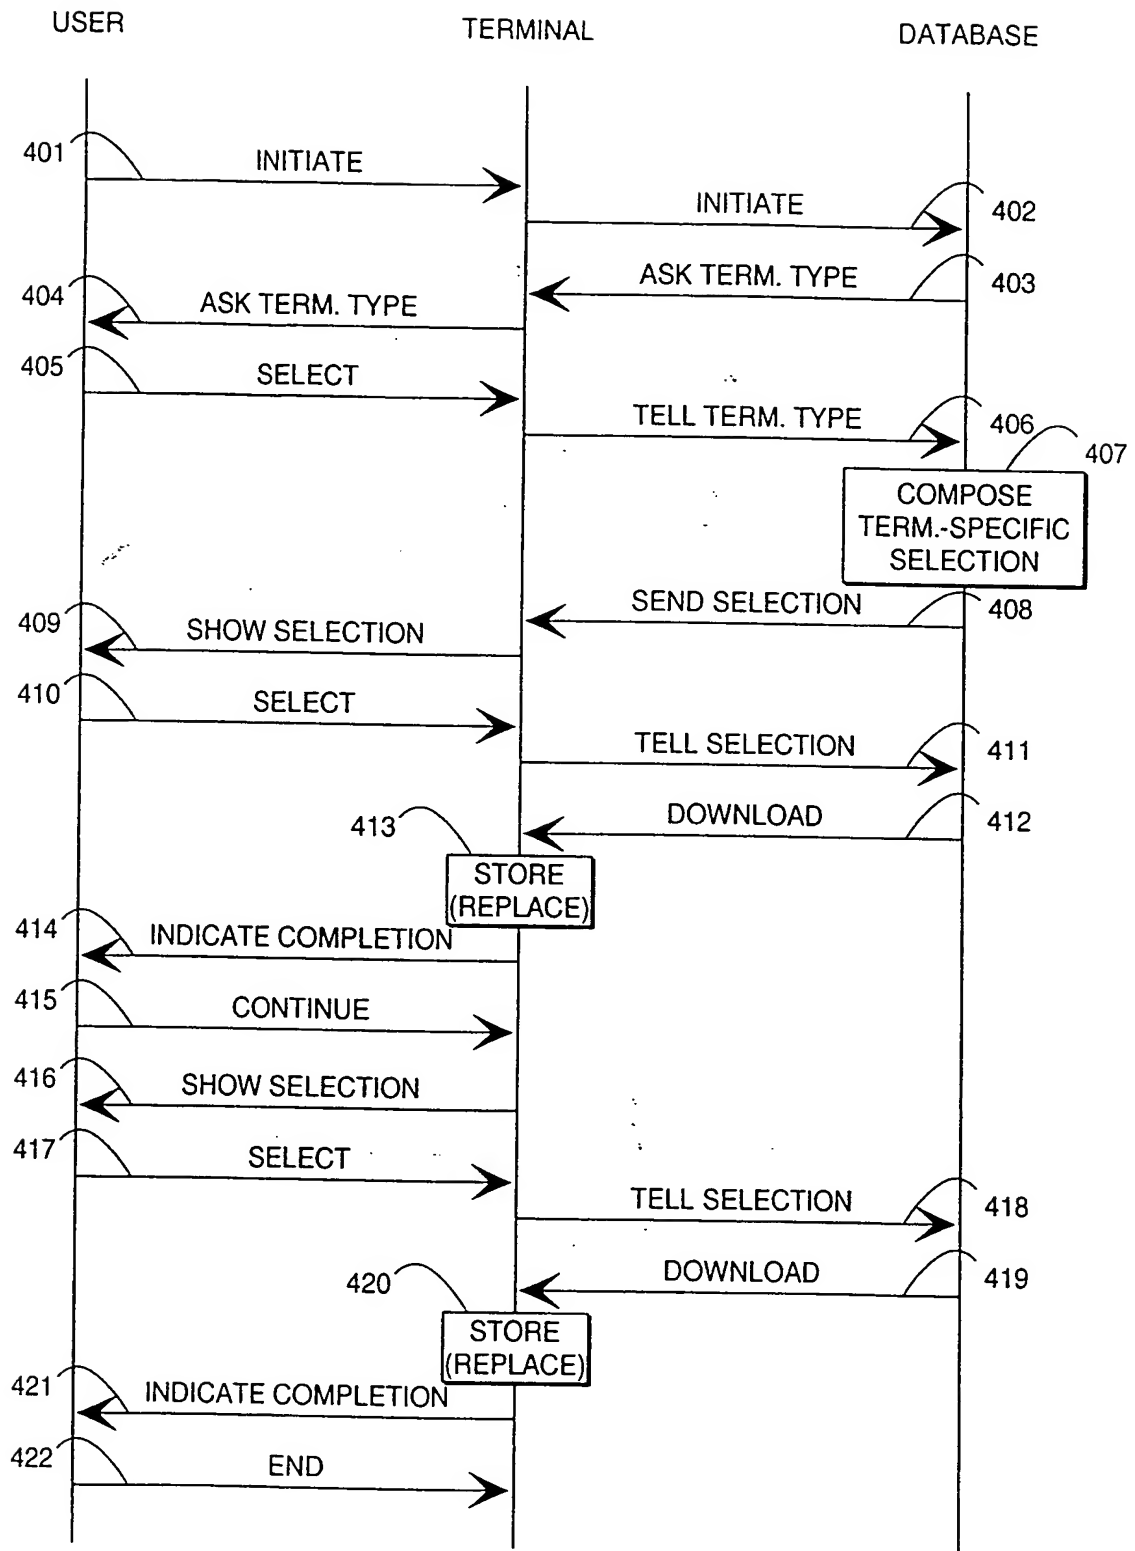 USER
TERMINAL
DATABASE
401
INITIATE
INITIATE
402
ASK TERM. TYPE
403
404
ASK TERM. TYPE
405
SELECT
TELL TERM. TYPE
406
407
COMPOSE
TERM.-SPECIFIC
SELECTION
SEND SELECTION
408
409
SHOW SELECTION
410
SELECT
TELL SELECTION
411
DOWNLOAD
412
413
STORE
(REPLACE)
414
INDICATE COMPLETION
415
CONTINUE
416
SHOW SELECTION
417
SELECT
TELL SELECTION
418
DOWNLOAD
419
420
STORE
(REPLACE)
421
INDICATE COMPLETION
422
END